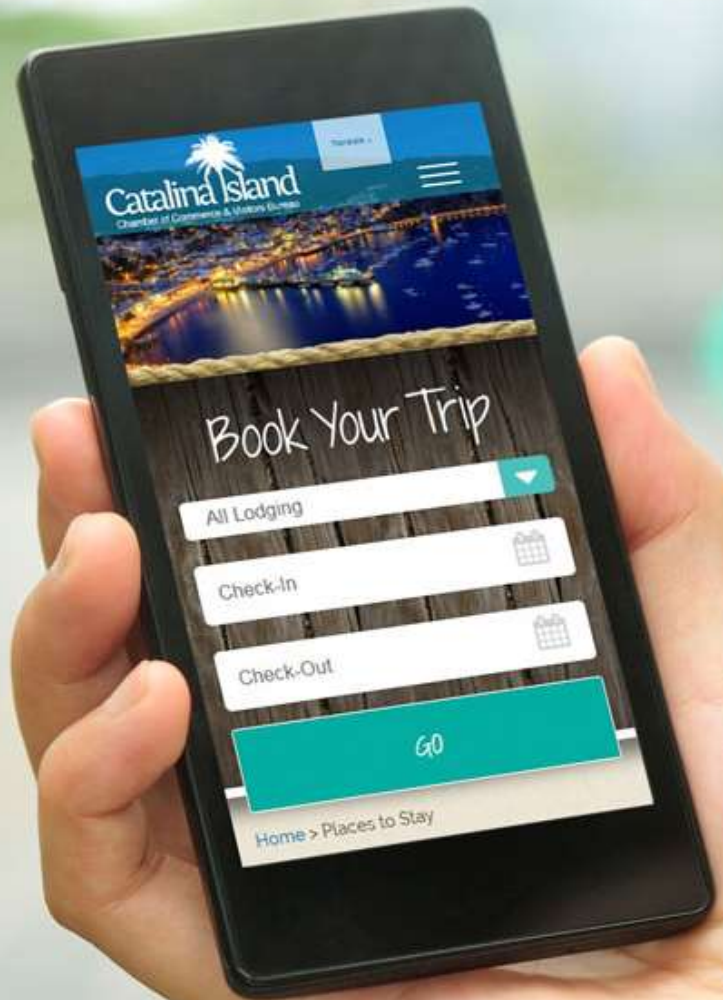 Translate »
Catalina Island
Chamber of Commerce & Visitors Bureau
Book Your Trip
All Lodging
Check-In
Check-Out
GO
Home > Places to Stay